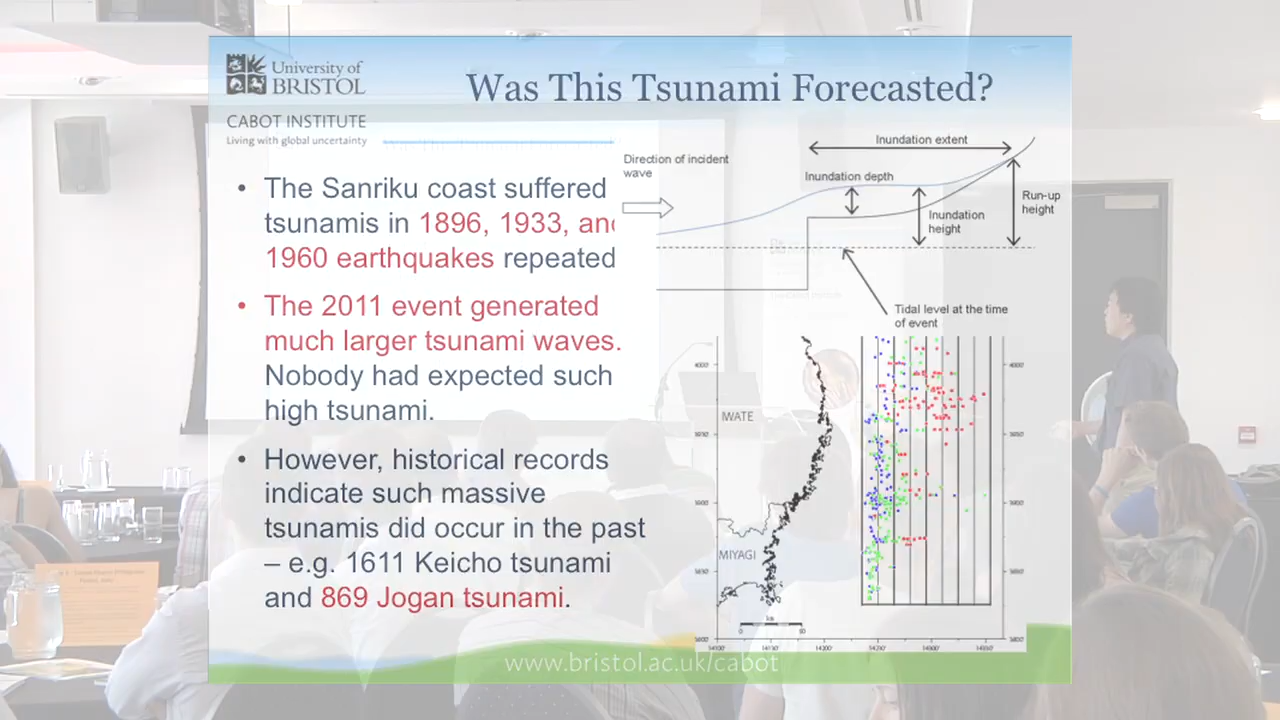 University of
BRISTOL
CABOT INSTITUTE
Living with global uncertainty
Was This Tsunami Forecasted?
• The Sanriku coast suffered
tsunamis in 1896, 1933, and
1960 earthquakes repeated
• The 2011 event generated
much larger tsunami waves.
Nobody had expected such
high tsunami.
• However, historical records
indicate such massive
tsunamis did occur in the past
– e.g. 1611 Keicho tsunami
and 869 Jogan tsunami.
Direction of incident
wave
Inundation extent
Inundation depth
Inundation
height
Run-up
height
Tidal level at the time
of event
IWATE
MIYAGI
km
www.bristol.ac.uk/cabot